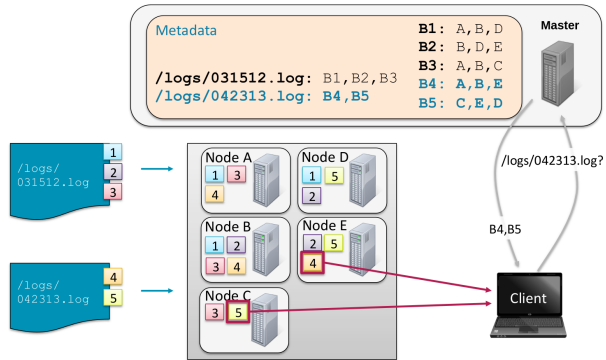 Metadata
B1: A,B,D
B2: B,D,E
B3: A,B,C
B4: A,B,E
B5: C,E,D
/logs/031512.log: B1,B2,B3
/logs/042313.log: B4,B5
Master
/logs/
031512.log
1
2
3
/logs/
042313.log
4
5
Node A
1 3
4
Node D
1 5
2
Node B
1 2
3 4
Node E
2 5
4
Node C
3 5
/logs/042313.log?
B4,B5
Client